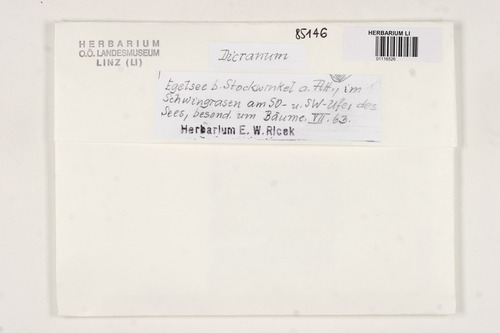 85146
HERBARIUM LI
HERBARIUM
O.Ö. LANDESMUSEUM
LINZ (LI)
Dicranum
Egelsee b. Stockwinkel a. Att., im
Schwingrasen am SO- u. SW-Ufer des
Sees, besond. um Bäume. VII. 63.
Herbarium E. W. Ricek